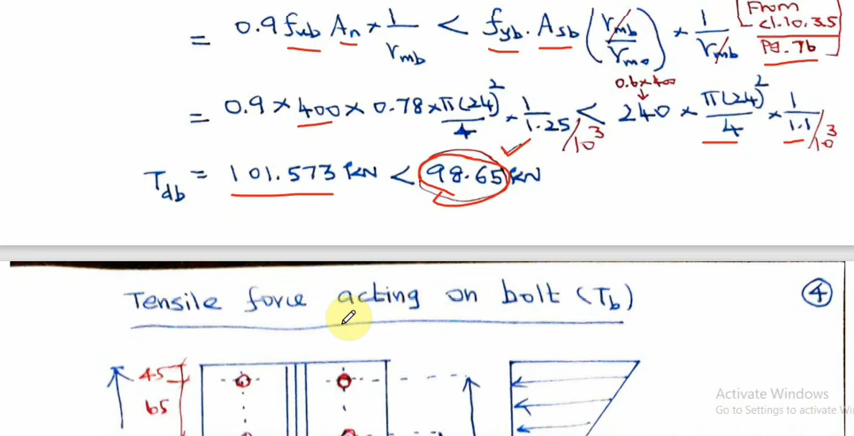 From
cl.10.3.5
Pg. 76
= 0.9 fub An * 1/γmb < fyb. Asb (γmb/γmo) * 1/γmb
0.6x400
= 0.9 * 400 * 0.78 * π(24)²/4 * 1/1.25/10³ < 240 * π(24)²/4 * 1/1.1/10³
Tdb = 101.573 kN < 98.65 kN
Tensile force acting on bolt (Tb) 4
45
65
Activate Windows
Go to Settings to activate Wi